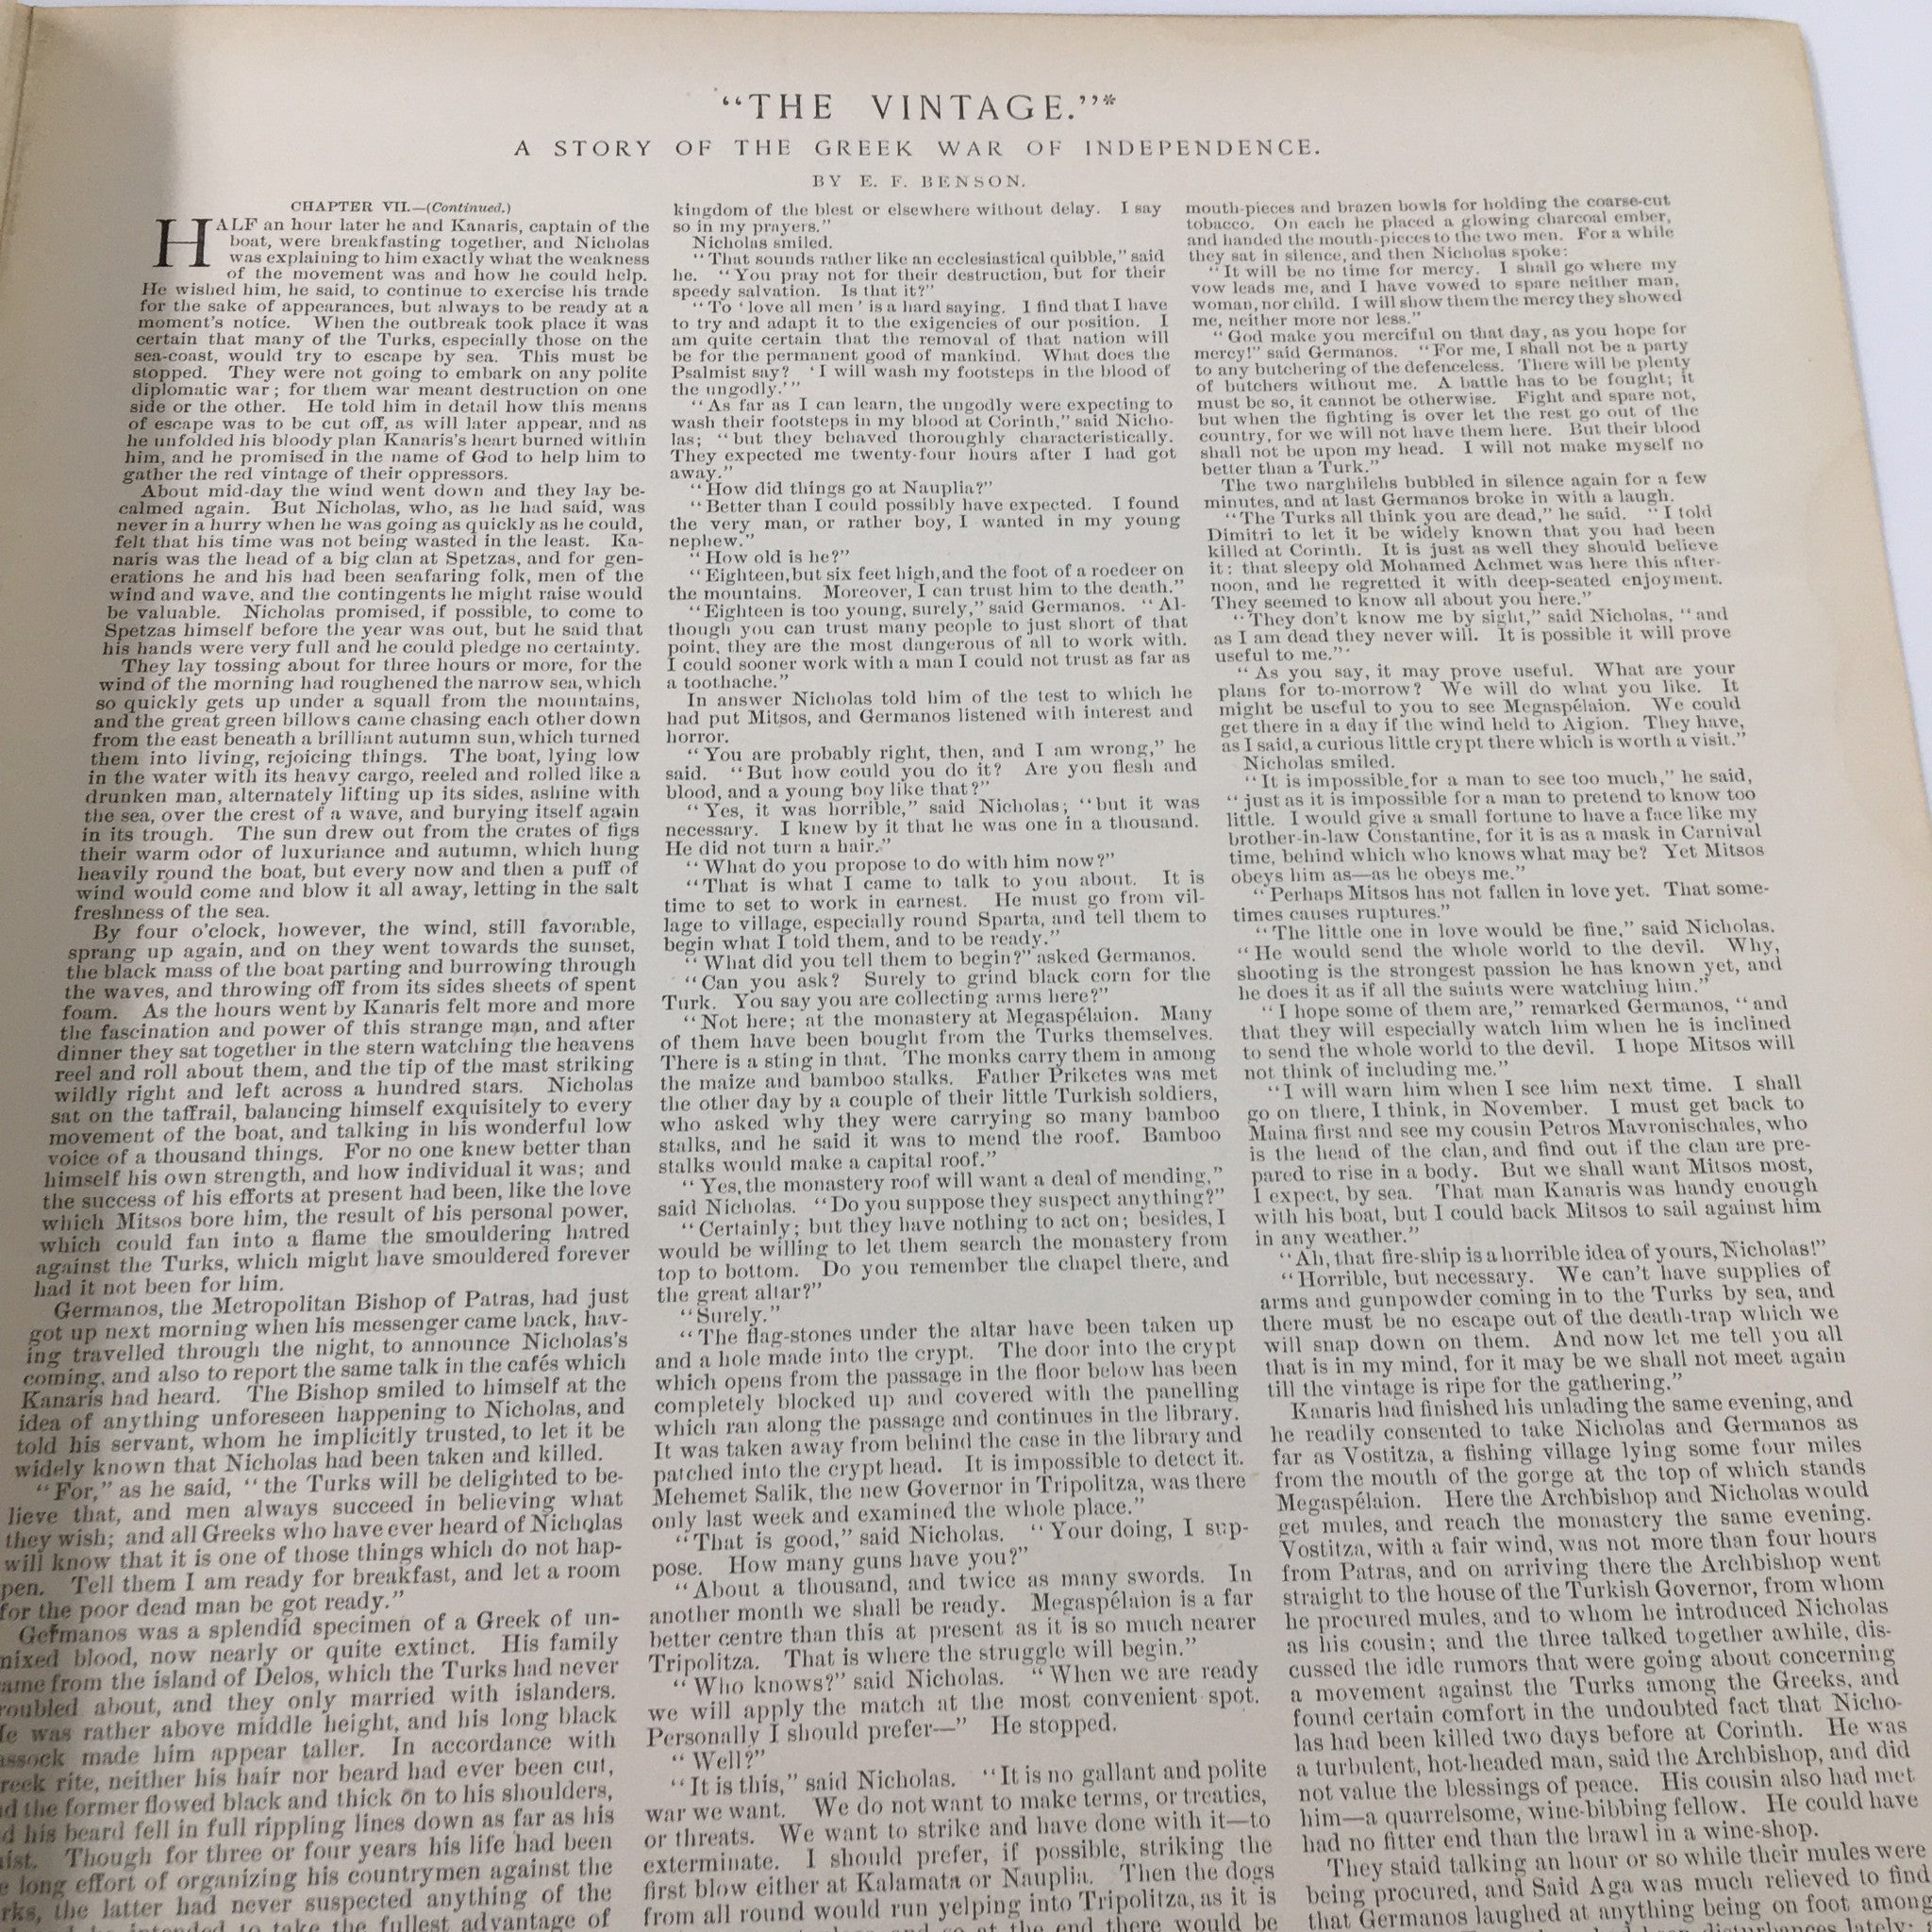 "THE VINTAGE."*
A STORY OF THE GREEK WAR OF INDEPENDENCE.
BY E. F. BENSON.
CHAPTER VII.—(Continued.)
HALF an hour later he and Kanaris, captain of the
boat, were breakfasting together, and Nicholas
was explaining to him exactly what the weakness
of the movement was and how he could help.
He wished him, he said, to continue to exercise his trade
for the sake of appearances, but always to be ready at a
moment's notice. When the outbreak took place it was
certain that many of the Turks, especially those on the
sea-coast, would try to escape by sea. This must be
stopped. They were not going to embark on any polite
diplomatic war; for them war meant destruction on one
side or the other. He told him in detail how this means
of escape was to be cut off, as will later appear, and as
he unfolded his bloody plan Kanaris's heart burned within
him, and he promised in the name of God to help him to
gather the red vintage of their oppressors.
About mid-day the wind went down and they lay be-
calmed again. But Nicholas, who, as he had said, was
never in a hurry when he was going as quickly as he could,
felt that his time was not being wasted in the least. Ka-
naris was the head of a big clan at Spetzas, and for gen-
erations he and his had been seafaring folk, men of the
wind and wave, and the contingents he might raise would
be valuable. Nicholas promised, if possible, to come to
Spetzas himself before the year was out, but he said that
his hands were very full and he could pledge no certainty.
They lay tossing about for three hours or more, for the
wind of the morning had roughened the narrow sea, which
so quickly gets up under a squall from the mountains,
and the great green billows came chasing each other down
from the east beneath a brilliant autumn sun, which turned
them into living, rejoicing things. The boat, lying low
in the water with its heavy cargo, reeled and rolled like a
drunken man, alternately lifting up its sides, ashine with
the sea, over the crest of a wave, and burying itself again
in its trough. The sun drew out from the crates of figs
their warm odor of luxuriance and autumn, which hung
heavily round the boat, but every now and then a puff of
wind would come and blow it all away, letting in the salt
freshness of the sea.
By four o'clock, however, the wind, still favorable,
sprang up again, and on they went towards the sunset,
the black mass of the boat parting and burrowing through
the waves, and throwing off from its sides sheets of spent
foam. As the hours went by Kanaris felt more and more
the fascination and power of this strange man, and after
dinner they sat together in the stern watching the heavens
reel and roll about them, and the tip of the mast striking
wildly right and left across a hundred stars. Nicholas
sat on the taffrail, balancing himself exquisitely to every
movement of the boat, and talking in his wonderful low
voice of a thousand things. For no one knew better than
himself his own strength, and how individual it was; and
the success of his efforts at present had been, like the love
which Mitsos bore him, the result of his personal power,
which could fan into a flame the smouldering hatred
against the Turks, which might have smouldered forever
had it not been for him.
Germanos, the Metropolitan Bishop of Patras, had just
got up next morning when his messenger came back, hav-
ing travelled through the night, to announce Nicholas's
coming, and also to report the same talk in the cafés which
Kanaris had heard. The Bishop smiled to himself at the
idea of anything unforeseen happening to Nicholas, and
told his servant, whom he implicitly trusted, to let it be
widely known that Nicholas had been taken and killed.
"For," as he said, "the Turks will be delighted to be-
lieve that, and men always succeed in believing what
they wish; and all Greeks who have ever heard of Nicholas
will know that it is one of those things which do not hap-
pen. Tell them I am ready for breakfast, and let a room
for the poor dead man be got ready."
Germanos was a splendid specimen of a Greek of un-
nixed blood, now nearly or quite extinct. His family
ame from the island of Delos, which the Turks had never
roubled about, and they only married with islanders.
le was rather above middle height, and his long black
assock made him appear taller. In accordance with
reek rite, neither his hair nor beard had ever been cut,
d the former flowed black and thick on to his shoulders,
d his beard fell in full rippling lines down as far as his
ist. Though for three or four years his life had been
e long effort of organizing his countrymen against the
rks, the latter had never suspected anything of the
intended to take the fullest advantage of
kingdom of the blest or elsewhere without delay. I say
so in my prayers."
Nicholas smiled.
"That sounds rather like an ecclesiastical quibble," said
he. "You pray not for their destruction, but for their
speedy salvation. Is that it?"
"To 'love all men' is a hard saying. I find that I have
to try and adapt it to the exigencies of our position. I
am quite certain that the removal of that nation will
be for the permanent good of mankind. What does the
Psalmist say? 'I will wash my footsteps in the blood of
the ungodly.'"
"As far as I can learn, the ungodly were expecting to
wash their footsteps in my blood at Corinth," said Nicho-
las; "but they behaved thoroughly characteristically.
They expected me twenty-four hours after I had got
away."
"How did things go at Nauplia?"
"Better than I could possibly have expected. I found
the very man, or rather boy, I wanted in my young
nephew."
"How old is he?"
"Eighteen, but six feet high, and the foot of a roedeer on
the mountains. Moreover, I can trust him to the death."
"Eighteen is too young, surely," said Germanos. "Al-
though you can trust many people to just short of that
point, they are the most dangerous of all to work with.
I could sooner work with a man I could not trust as far as
a toothache."
In answer Nicholas told him of the test to which he
had put Mitsos, and Germanos listened with interest and
horror.
"You are probably right, then, and I am wrong," he
said. "But how could you do it? Are you flesh and
blood, and a young boy like that?"
"Yes, it was horrible," said Nicholas; "but it was
necessary. I knew by it that he was one in a thousand.
He did not turn a hair."
"What do you propose to do with him now?"
"That is what I came to talk to you about. It is
time to set to work in earnest. He must go from vil-
lage to village, especially round Sparta, and tell them to
begin what I told them, and to be ready."
"What did you tell them to begin?" asked Germanos.
"Can you ask? Surely to grind black corn for the
Turk. You say you are collecting arms here?"
"Not here; at the monastery at Megaspélaion. Many
of them have been bought from the Turks themselves.
There is a sting in that. The monks carry them in among
the maize and bamboo stalks. Father Priketes was met
the other day by a couple of their little Turkish soldiers,
who asked why they were carrying so many bamboo
stalks, and he said it was to mend the roof. Bamboo
stalks would make a capital roof."
"Yes, the monastery roof will want a deal of mending,"
said Nicholas. "Do you suppose they suspect anything?"
"Certainly; but they have nothing to act on; besides, I
would be willing to let them search the monastery from
top to bottom. Do you remember the chapel there, and
the great altar?"
"Surely."
"The flag-stones under the altar have been taken up
and a hole made into the crypt. The door into the crypt
which opens from the passage in the floor below has been
completely blocked up and covered with the panelling
which ran along the passage and continues in the library.
It was taken away from behind the case in the library and
patched into the crypt head. It is impossible to detect it.
Mehemet Salik, the new Governor in Tripolitza, was there
only last week and examined the whole place."
"That is good," said Nicholas. "Your doing, I sup-
pose. How many guns have you?"
"About a thousand, and twice as many swords. In
another month we shall be ready. Megaspélaion is a far
better centre than this at present as it is so much nearer
Tripolitza. That is where the struggle will begin."
"Who knows?" said Nicholas. "When we are ready
we will apply the match at the most convenient spot.
Personally I should prefer—" He stopped.
"Well?"
"It is this," said Nicholas. "It is no gallant and polite
war we want. We do not want to make terms, or treaties,
or threats. We want to strike and have done with it—to
exterminate. I should prefer, if possible, striking the
first blow either at Kalamata or Nauplia. Then the dogs
from all round would run yelping into Tripolitza, as it is
and so at the end there would be
mouth-pieces and brazen bowls for holding the coarse-cut
tobacco. On each he placed a glowing charcoal ember,
and handed the mouth-pieces to the two men. For a while
they sat in silence, and then Nicholas spoke:
"It will be no time for mercy. I shall go where my
vow leads me, and I have vowed to spare neither man,
woman, nor child. I will show them the mercy they showed
me, neither more nor less."
"God make you merciful on that day, as you hope for
mercy!" said Germanos. "For me, I shall not be a party
to any butchering of the defenceless. There will be plenty
of butchers without me. A battle has to be fought; it
must be so, it cannot be otherwise. Fight and spare not,
but when the fighting is over let the rest go out of the
country, for we will not have them here. But their blood
shall not be upon my head. I will not make myself no
better than a Turk."
The two narghilehs bubbled in silence again for a few
minutes, and at last Germanos broke in with a laugh.
"The Turks all think you are dead," he said. "I told
Dimitri to let it be widely known that you had been
killed at Corinth. It is just as well they should believe
it: that sleepy old Mohamed Achmet was here this after-
noon, and he regretted it with deep-seated enjoyment.
They seemed to know all about you here."
"They don't know me by sight," said Nicholas, "and
as I am dead they never will. It is possible it will prove
useful to me."
"As you say, it may prove useful. What are your
plans for to-morrow? We will do what you like. It
might be useful to you to see Megaspélaion. We could
get there in a day if the wind held to Aigion. They have,
as I said, a curious little crypt there which is worth a visit."
Nicholas smiled.
"It is impossible for a man to see too much," he said,
"just as it is impossible for a man to pretend to know too
little. I would give a small fortune to have a face like my
brother-in-law Constantine, for it is as a mask in Carnival
time, behind which who knows what may be? Yet Mitsos
obeys him as—as he obeys me."
"Perhaps Mitsos has not fallen in love yet. That some-
times causes ruptures."
"The little one in love would be fine," said Nicholas.
"He would send the whole world to the devil. Why,
shooting is the strongest passion he has known yet, and
he does it as if all the saints were watching him."
"I hope some of them are," remarked Germanos, "and
that they will especially watch him when he is inclined
to send the whole world to the devil. I hope Mitsos will
not think of including me."
"I will warn him when I see him next time. I shall
go on there, I think, in November. I must get back to
Maina first and see my cousin Petros Mavronischales, who
is the head of the clan, and find out if the clan are pre-
pared to rise in a body. But we shall want Mitsos most,
I expect, by sea. That man Kanaris was handy enough
with his boat, but I could back Mitsos to sail against him
in any weather."
"Ah, that fire-ship is a horrible idea of yours, Nicholas!"
"Horrible, but necessary. We can't have supplies of
arms and gunpowder coming in to the Turks by sea, and
there must be no escape out of the death-trap which we
will snap down on them. And now let me tell you all
that is in my mind, for it may be we shall not meet again
till the vintage is ripe for the gathering."
Kanaris had finished his unlading the same evening, and
he readily consented to take Nicholas and Germanos as
far as Vostitza, a fishing village lying some four miles
from the mouth of the gorge at the top of which stands
Megaspélaion. Here the Archbishop and Nicholas would
get mules, and reach the monastery the same evening.
Vostitza, with a fair wind, was not more than four hours
from Patras, and on arriving there the Archbishop went
straight to the house of the Turkish Governor, from whom
he procured mules, and to whom he introduced Nicholas
as his cousin; and the three talked together awhile, dis-
cussed the idle rumors that were going about concerning
a movement against the Turks among the Greeks, and
found certain comfort in the undoubted fact that Nicho-
las had been killed two days before at Corinth. He was
a turbulent, hot-headed man, said the Archbishop, and did
not value the blessings of peace. His cousin also had met
him—a quarrelsome, wine-bibbing fellow. He could have
had no fitter end than the brawl in a wine-shop.
They staid talking an hour or so while their mules were
being procured, and Said Aga was much relieved to find
that Germanos laughed at anything being on foot among